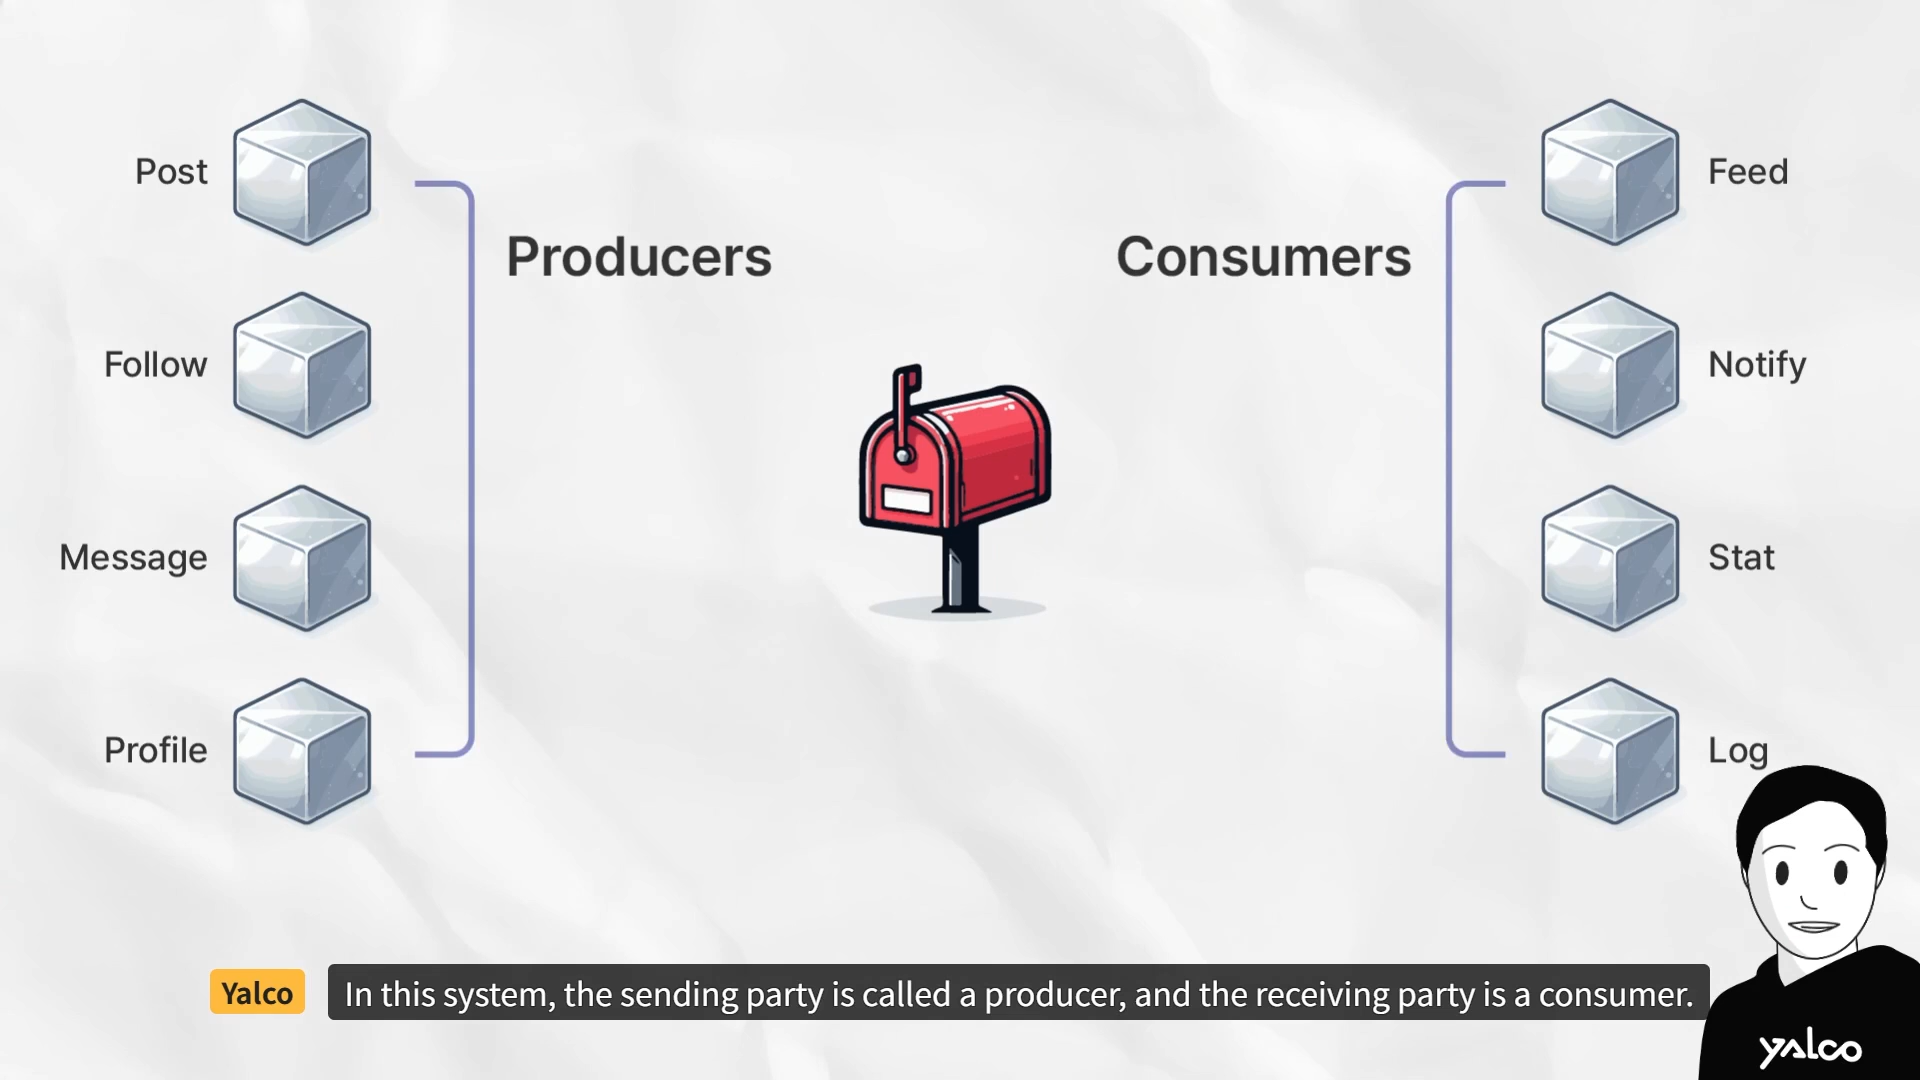 Post
Follow
Message
Profile
Producers
Consumers
Feed
Notify
Stat
Log
Yalco
In this system, the sending party is called a producer, and the receiving party is a consumer.
yalco